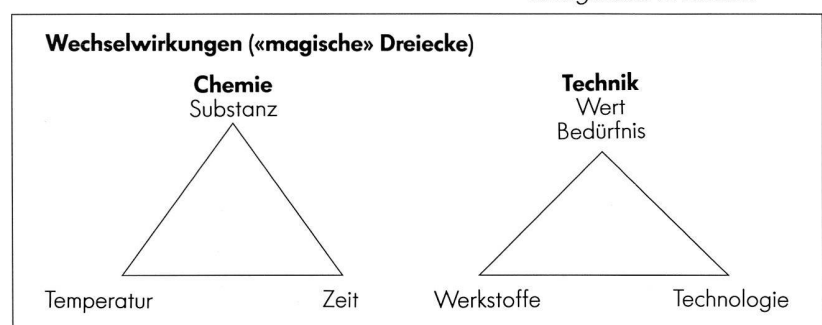 Wechselwirkungen («magische» Dreiecke)
Chemie
Substanz
Temperatur
Zeit
Technik
Wert
Bedürfnis
Werkstoffe
Technologie